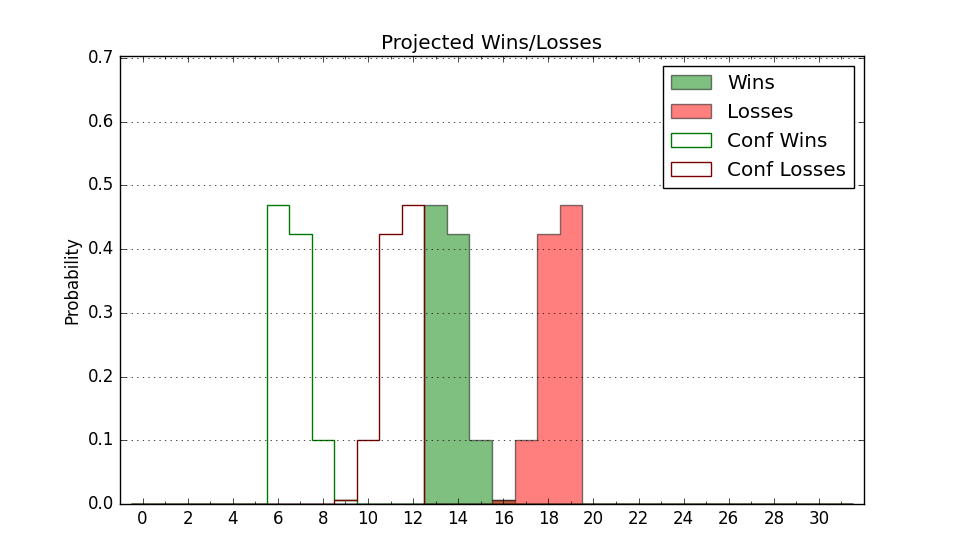 Projected Wins/Losses
0.7
0.6
0.5
0.4
0.3
0.2
0.1
0.0
Probability
Wins
Losses
Conf Wins
Conf Losses
0 2 4 6 8 10 12 14 16 18 20 22 24 26 28 30